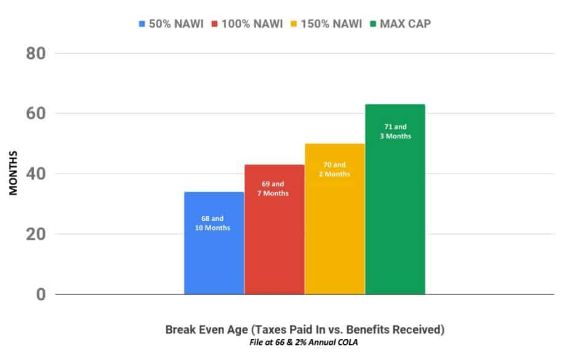 50% NAWI 100% NAWI 150% NAWI MAX CAP
80
60
40
20
0
MONTHS
68 and
10 Months
69 and
7 Months
70 and
2 Months
71 and
3 Months
Break Even Age (Taxes Paid In vs. Benefits Received)
File at 66 & 2% Annual COLA